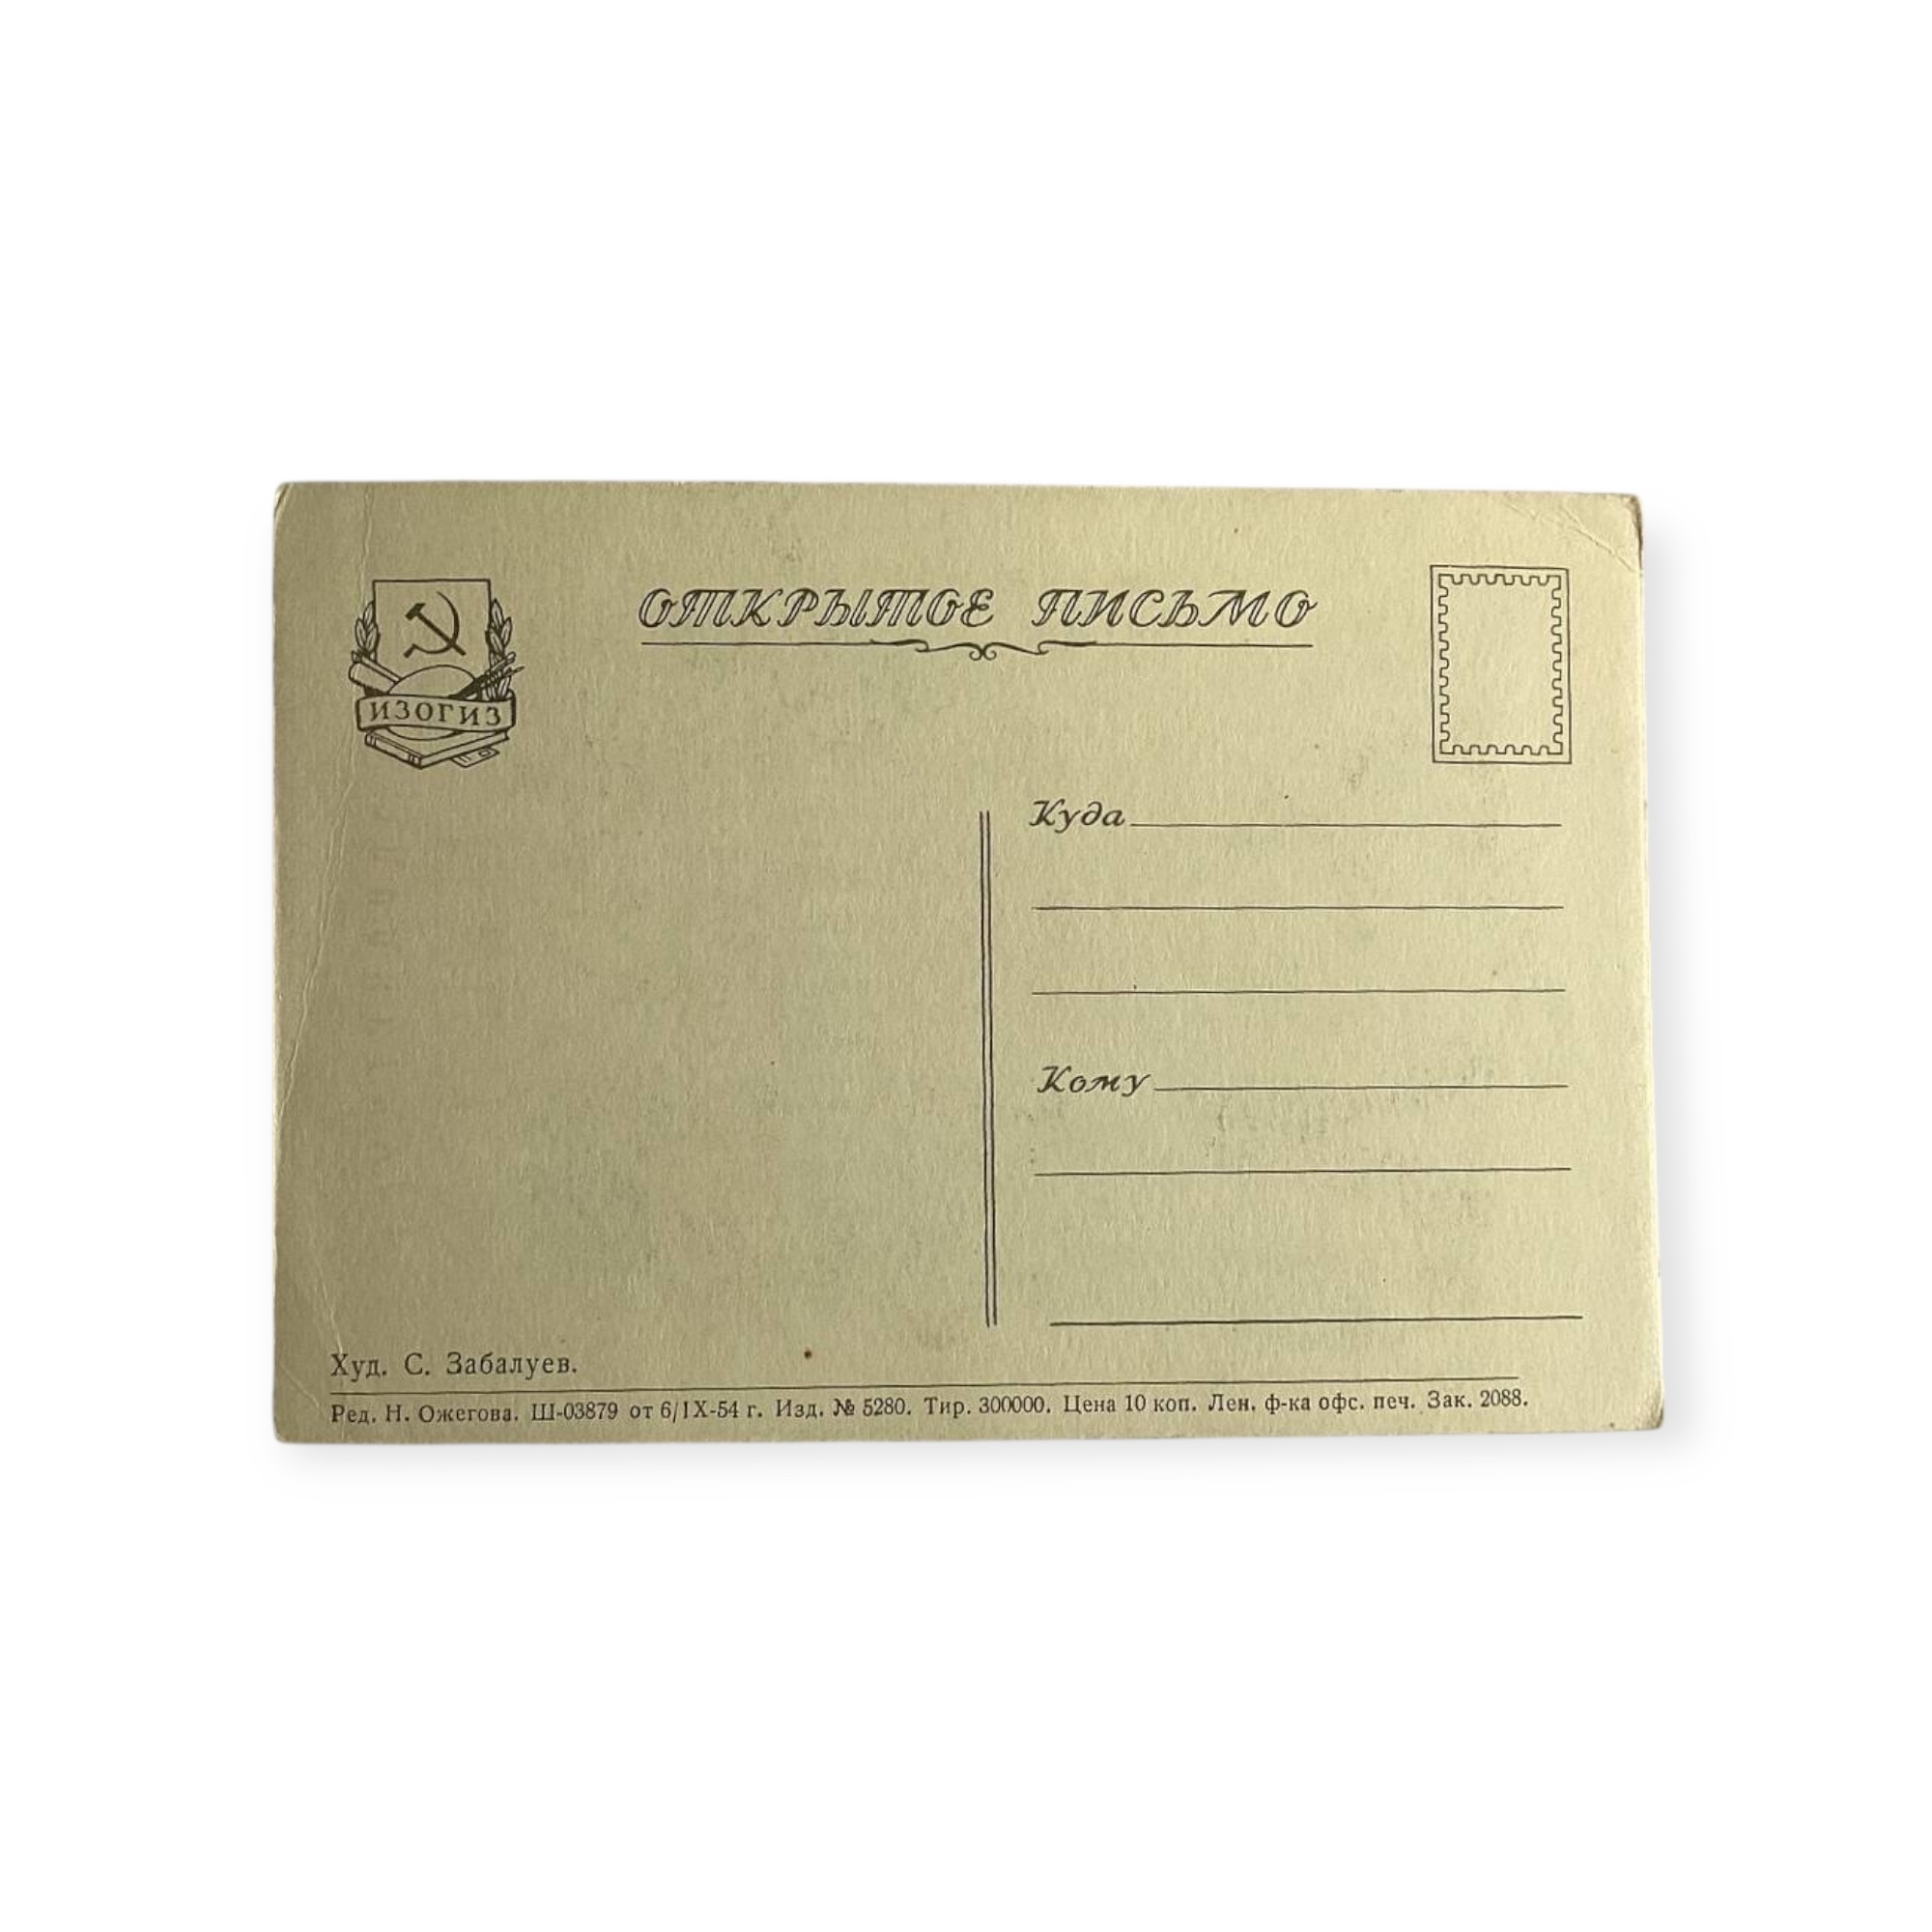 ОТКРЫТОЕ ПИСЬМО
ИЗОГИЗ
Куда
Кому
Худ. С. Забалуев.
Ред. Н. Ожегова. Ш-03879 от 6/IX-54 г. Изд. № 5280. Тир. 300000. Цена 10 коп. Лен. ф-ка офс. печ. Зак. 2088.